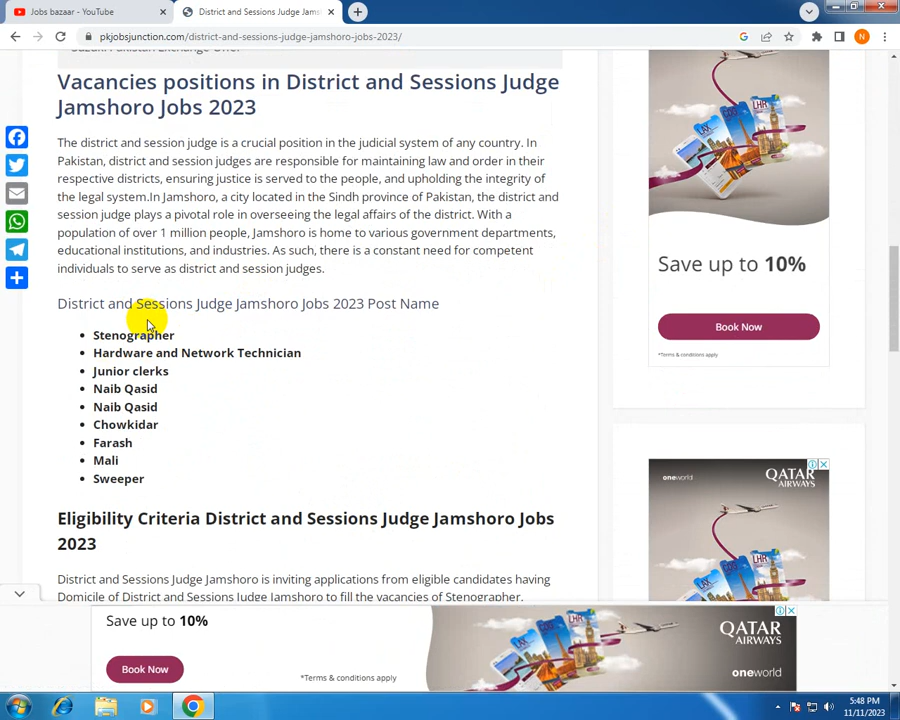 Jobs bazaar - YouTube
District and Sessions Judge Jams
pkjobsjunction.com/district-and-sessions-judge-jamshoro-jobs-2023/
N
Suzuki Pakistan Exchange Offer
Vacancies positions in District and Sessions Judge
Jamshoro Jobs 2023
The district and session judge is a crucial position in the judicial system of any country. In
Pakistan, district and session judges are responsible for maintaining law and order in their
respective districts, ensuring justice is served to the people, and upholding the integrity of
the legal system.In Jamshoro, a city located in the Sindh province of Pakistan, the district and
session judge plays a pivotal role in overseeing the legal affairs of the district. With a
population of over 1 million people, Jamshoro is home to various government departments,
educational institutions, and industries. As such, there is a constant need for competent
individuals to serve as district and session judges.
District and Sessions Judge Jamshoro Jobs 2023 Post Name
Stenographer
Hardware and Network Technician
Junior clerks
Naib Qasid
Naib Qasid
Chowkidar
Farash
Mali
Sweeper
Eligibility Criteria District and Sessions Judge Jamshoro Jobs
2023
District and Sessions Judge Jamshoro is inviting applications from eligible candidates having
Domicile of District and Sessions Judge Jamshoro to fill the vacancies of Stenographer,
LAX
LHR
Save up to 10%
Book Now
*Terms & conditions apply
oneworld
QATAR
AIRWAYS
LHR
LAX
Save up to 10%
Book Now
*Terms & conditions apply
QATAR
AIRWAYS
oneworld
5:48 PM
11/11/2023